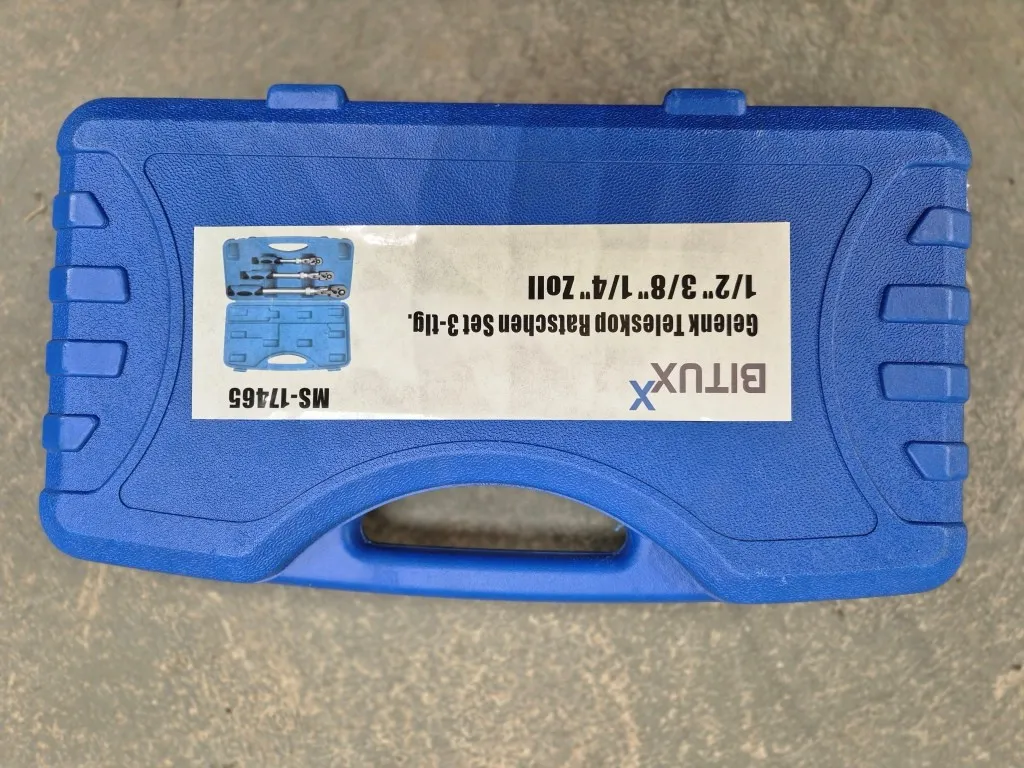 BITUXX
MS-17465
Gelenk Teleskop Ratschen Set 3-tlg.
1/2" 3/8" 1/4" Zoll